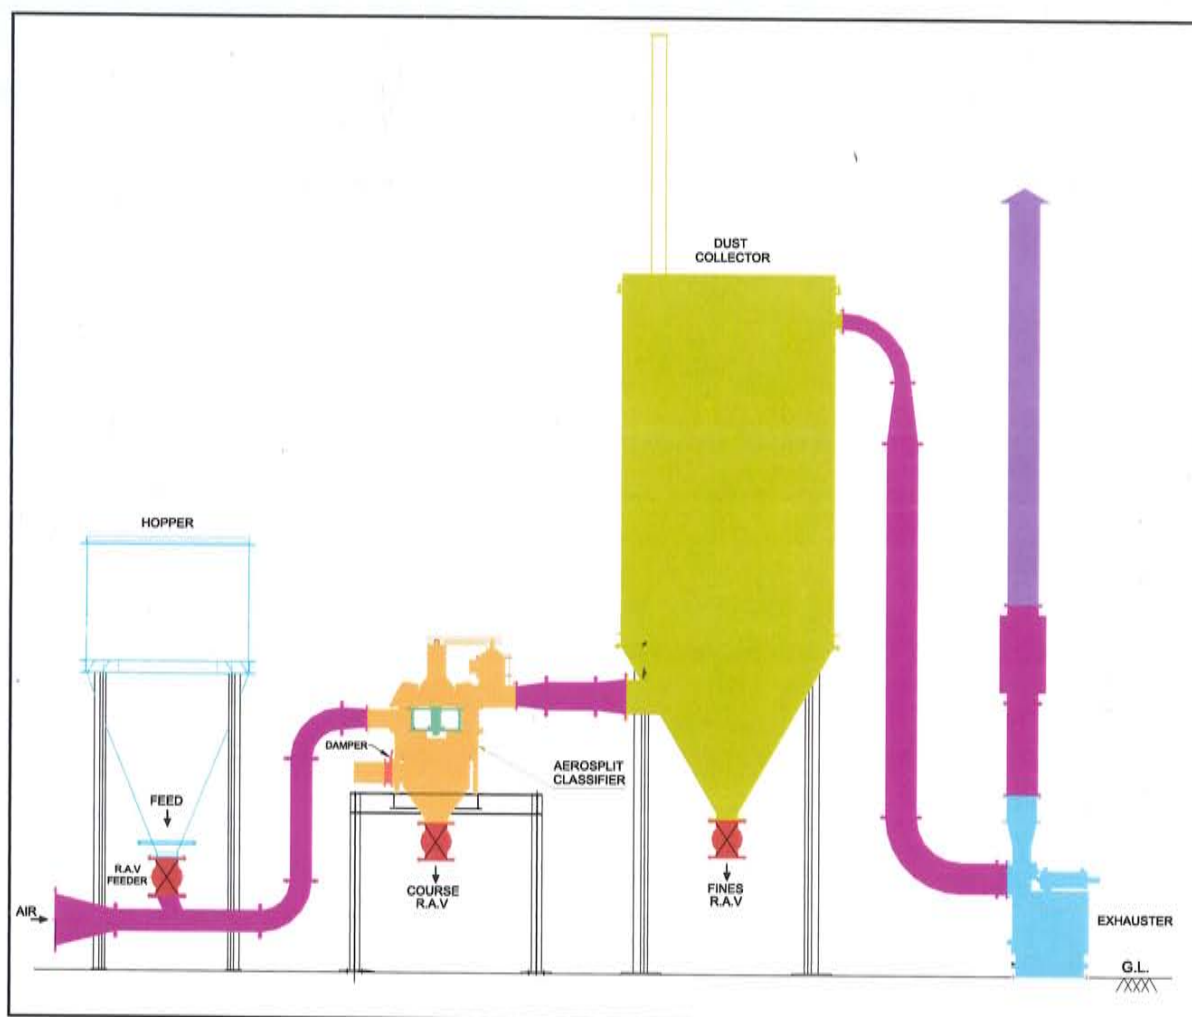 DUST
COLLECTOR
HOPPER
DAMPER
AEROSPLIT
CLASSIFIER
FEED
R.A.V
FEEDER
COURSE
R.A.V
FINES
R.A.V
AIR
EXHAUSTER
G.L.